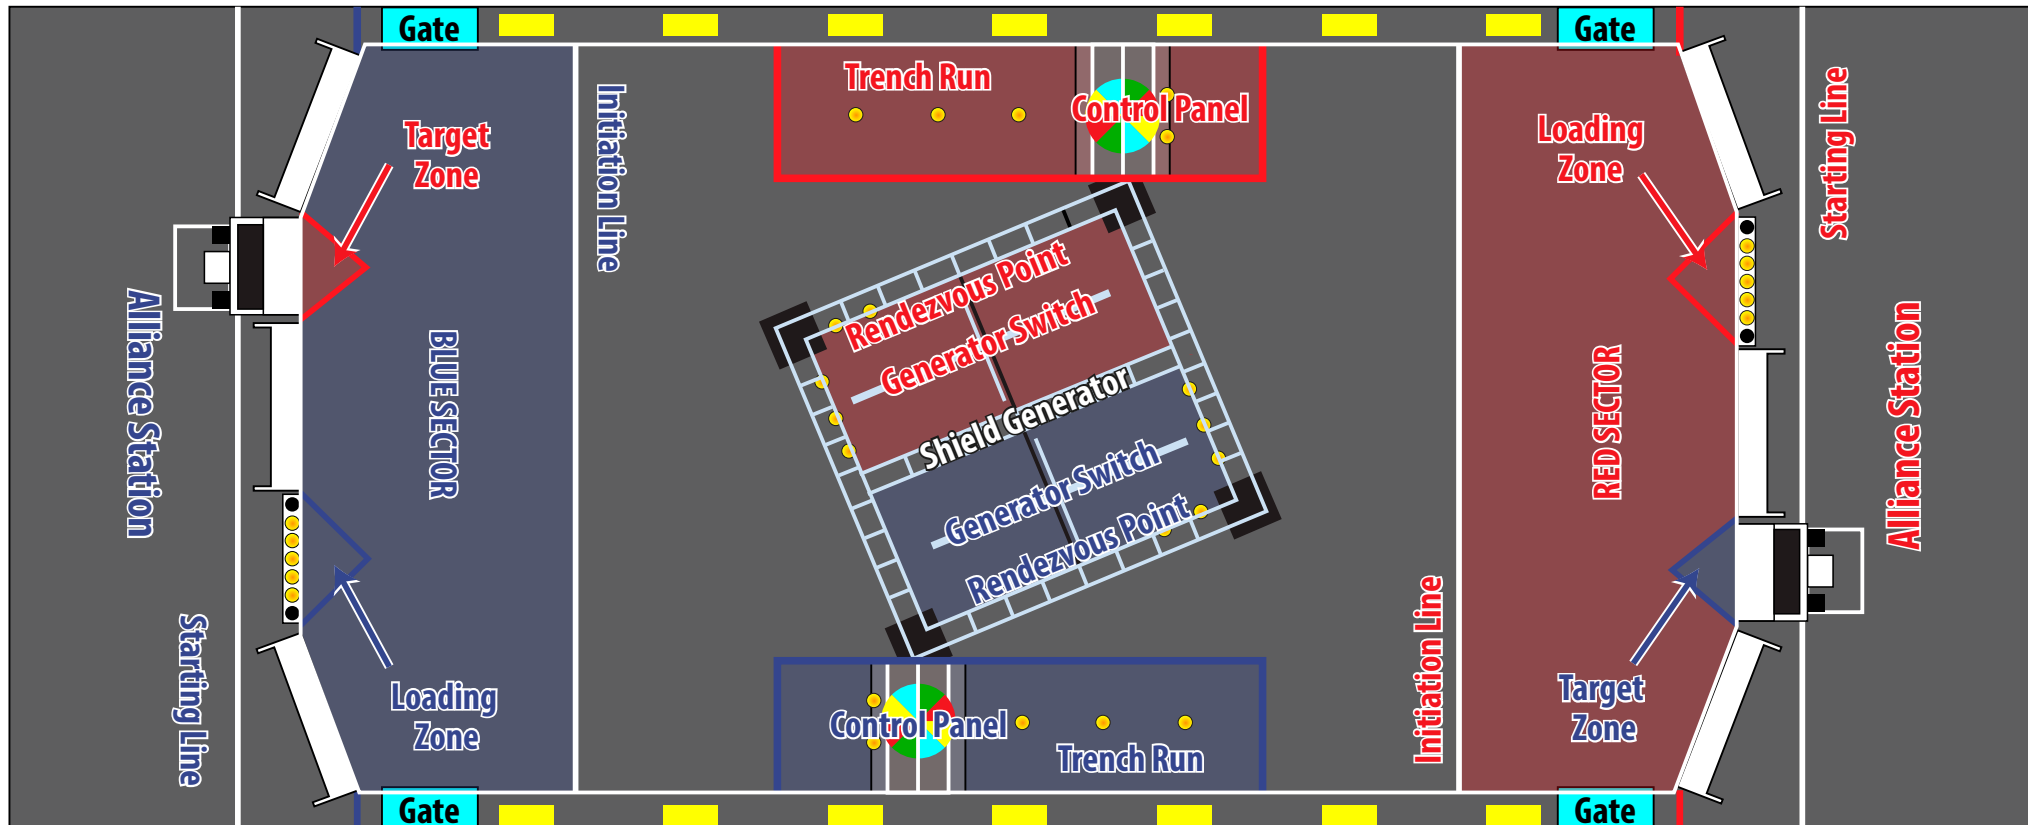 Gate
Gate
Trench Run
Control Panel
Initiation Line
Target
Zone
Loading
Zone
Starting Line
Rendezvous Point
Generator Switch
Shield Generator
Generator Switch
Rendezvous Point
Alliance Station
BLUE SECTOR
RED SECTOR
Alliance Station
Starting Line
Loading
Zone
Control Panel
Trench Run
Initiation Line
Target
Zone
Gate
Gate